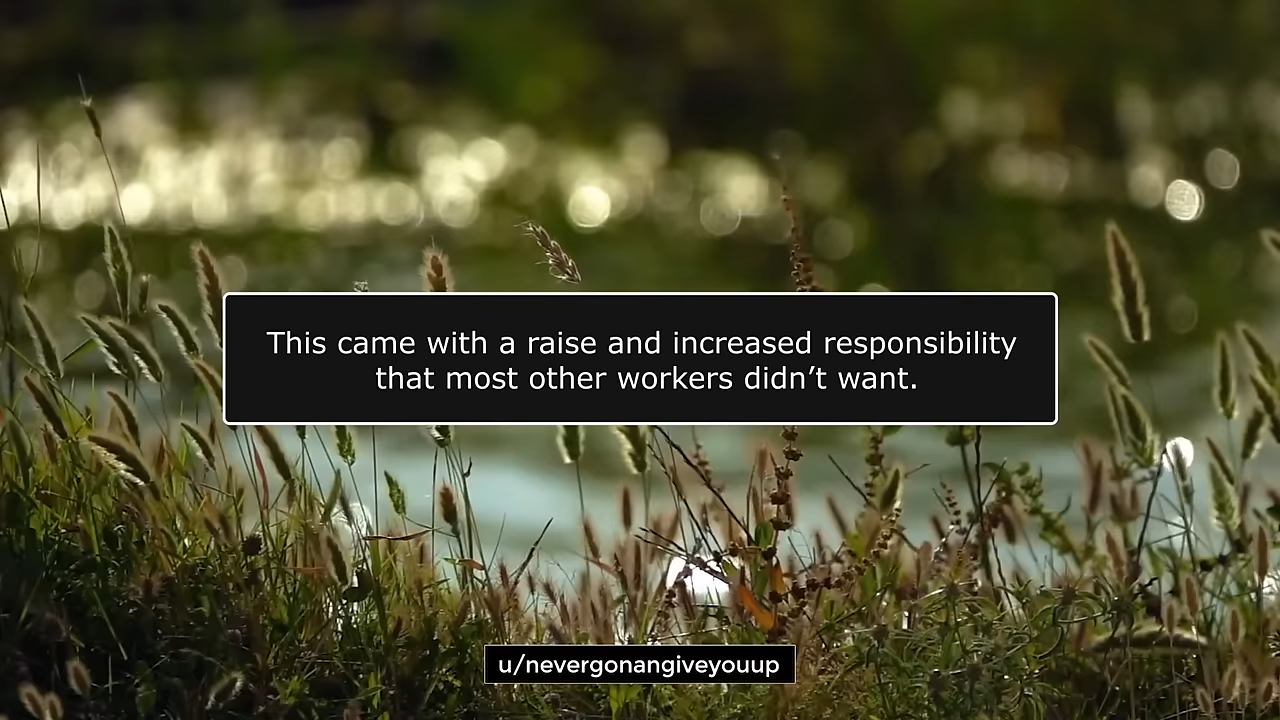 This came with a raise and increased responsibility
that most other workers didn’t want.
u/nevergonangiveyouup